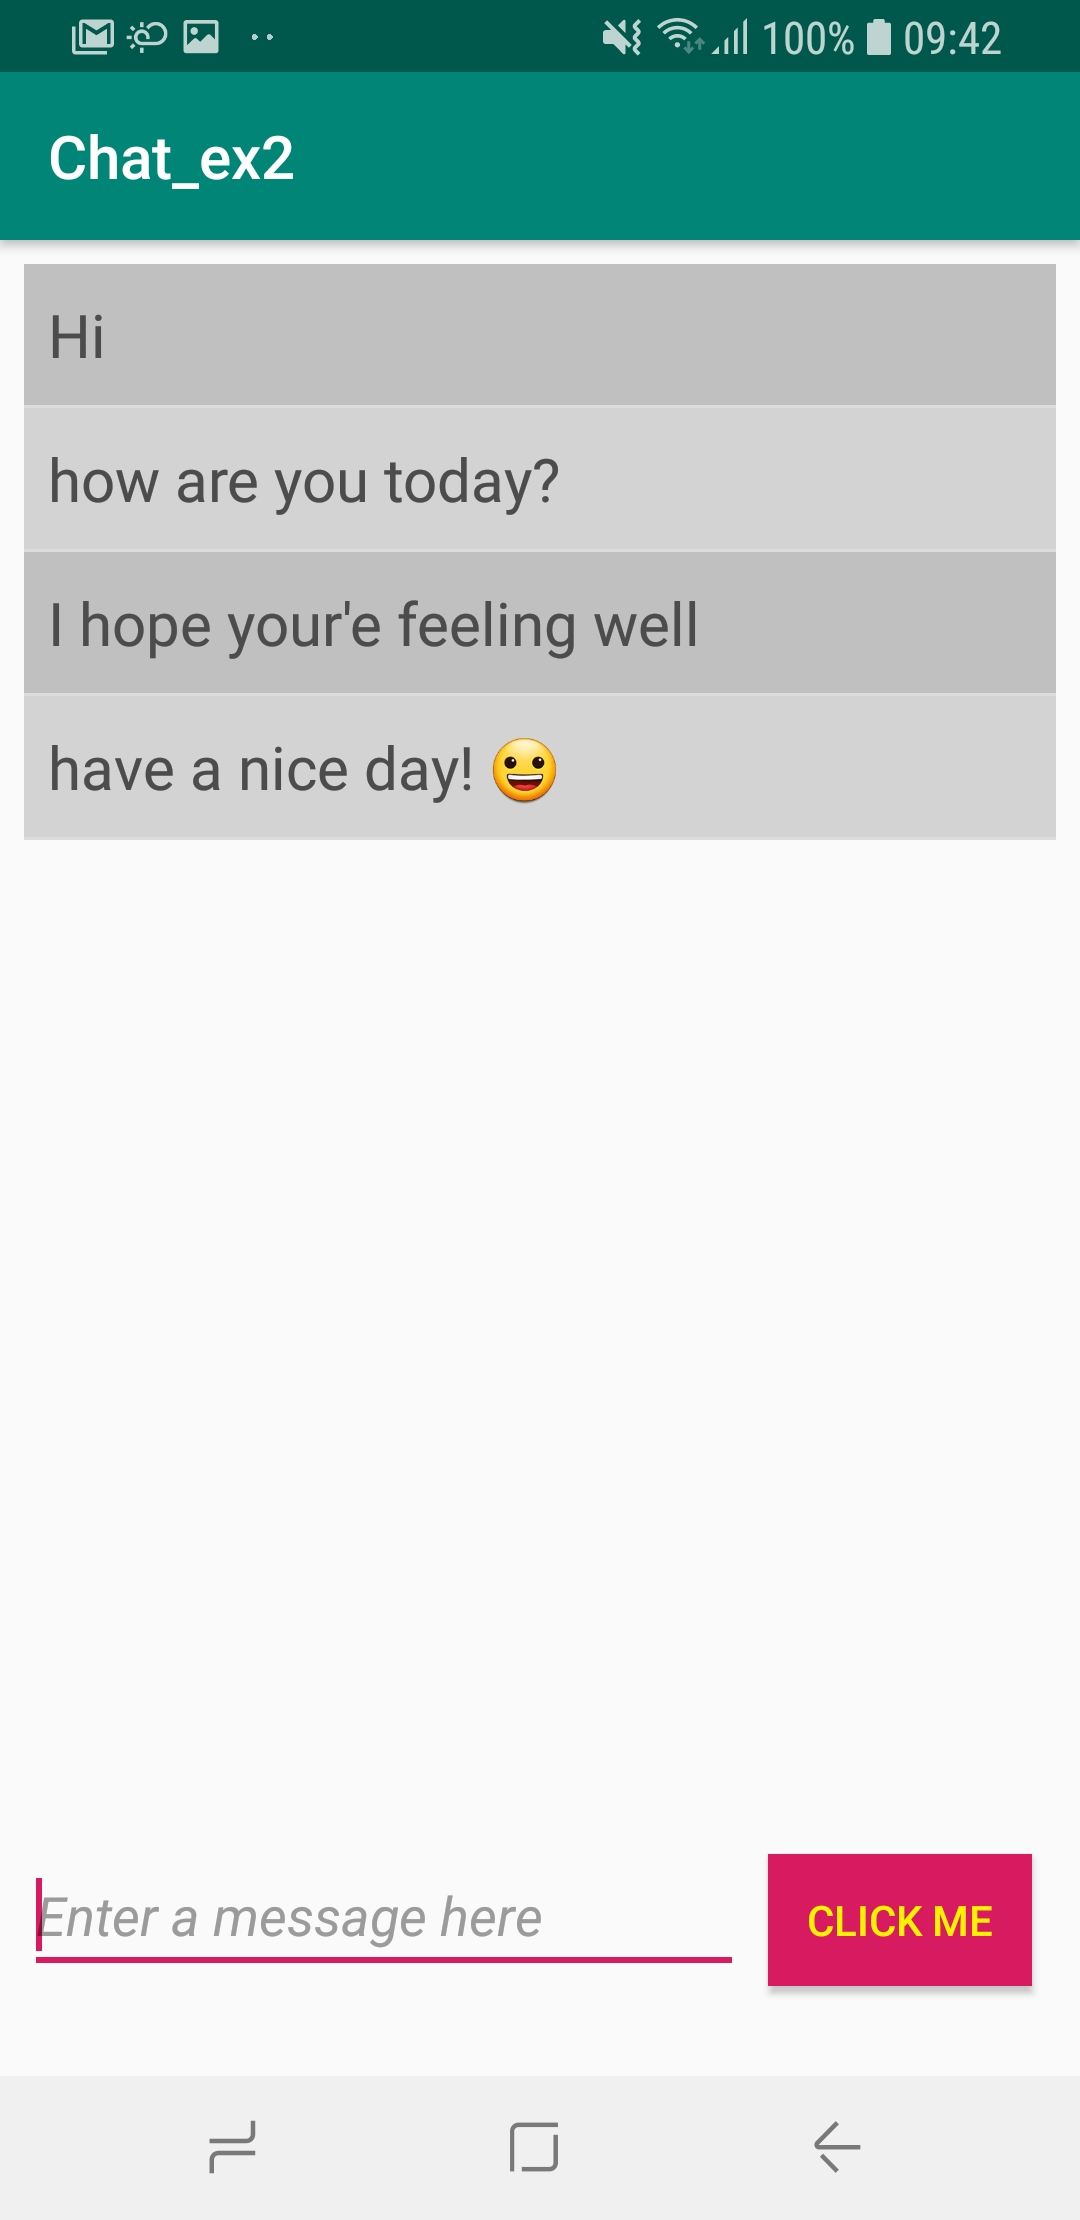 100% 09:42
Chat_ex2
Hi
how are you today?
I hope your'e feeling well
have a nice day! 😀
Enter a message here
CLICK ME